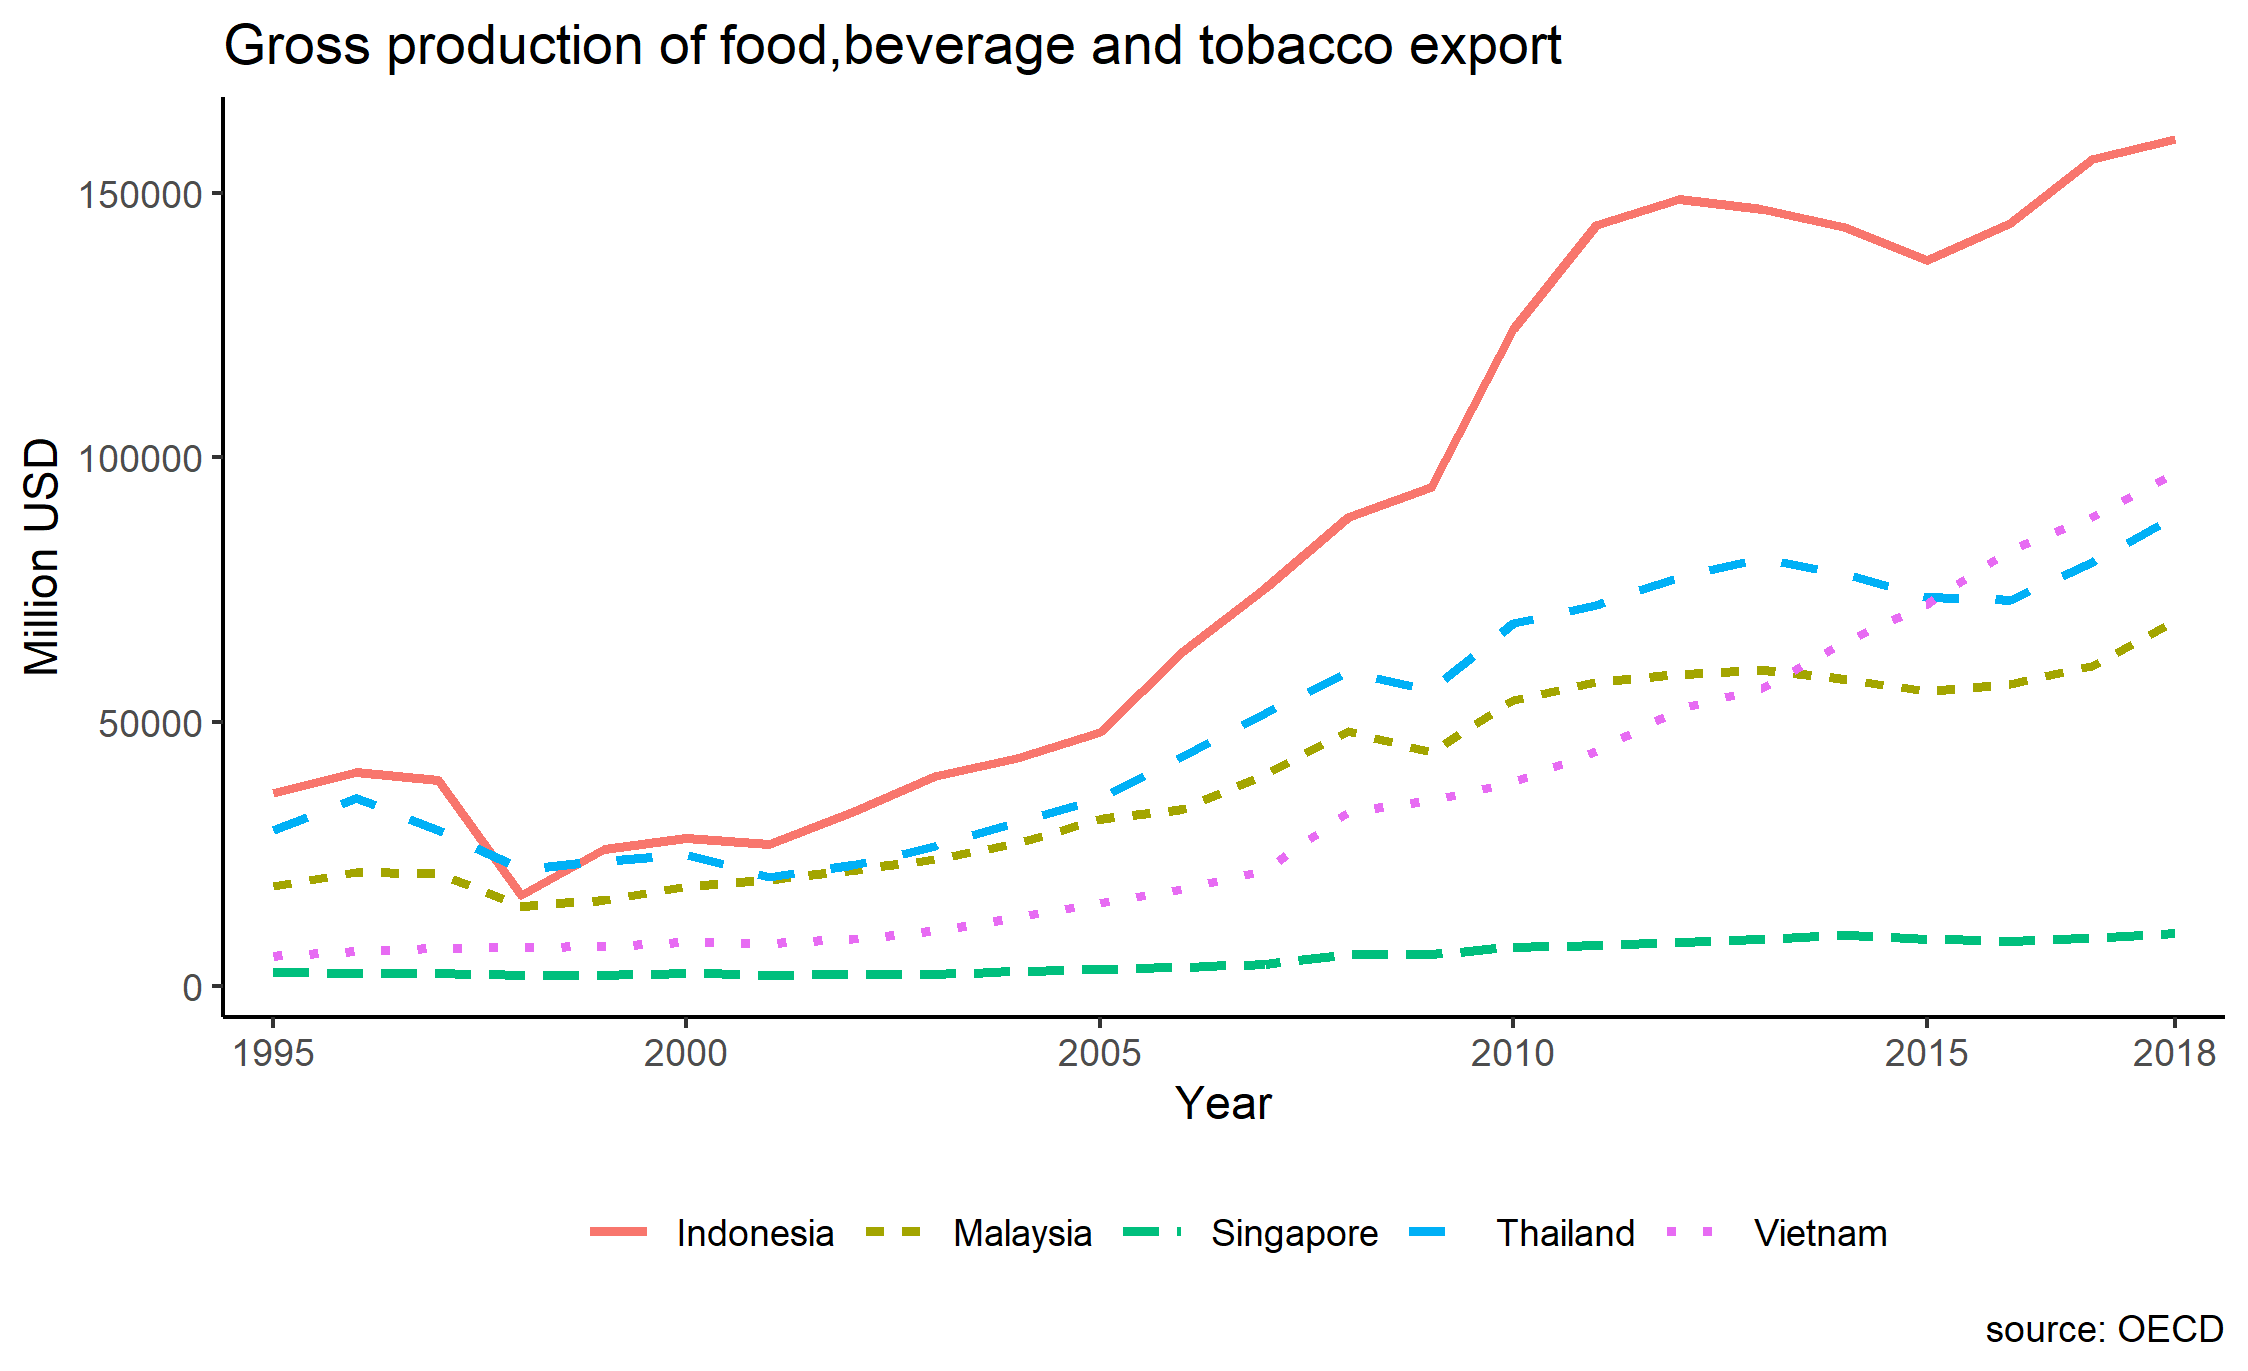 Gross production of food,beverage and tobacco export
Million USD
150000
100000
50000
0
1995 2000 2005 2010 2015 2018
Year
Indonesia Malaysia Singapore Thailand Vietnam
source: OECD